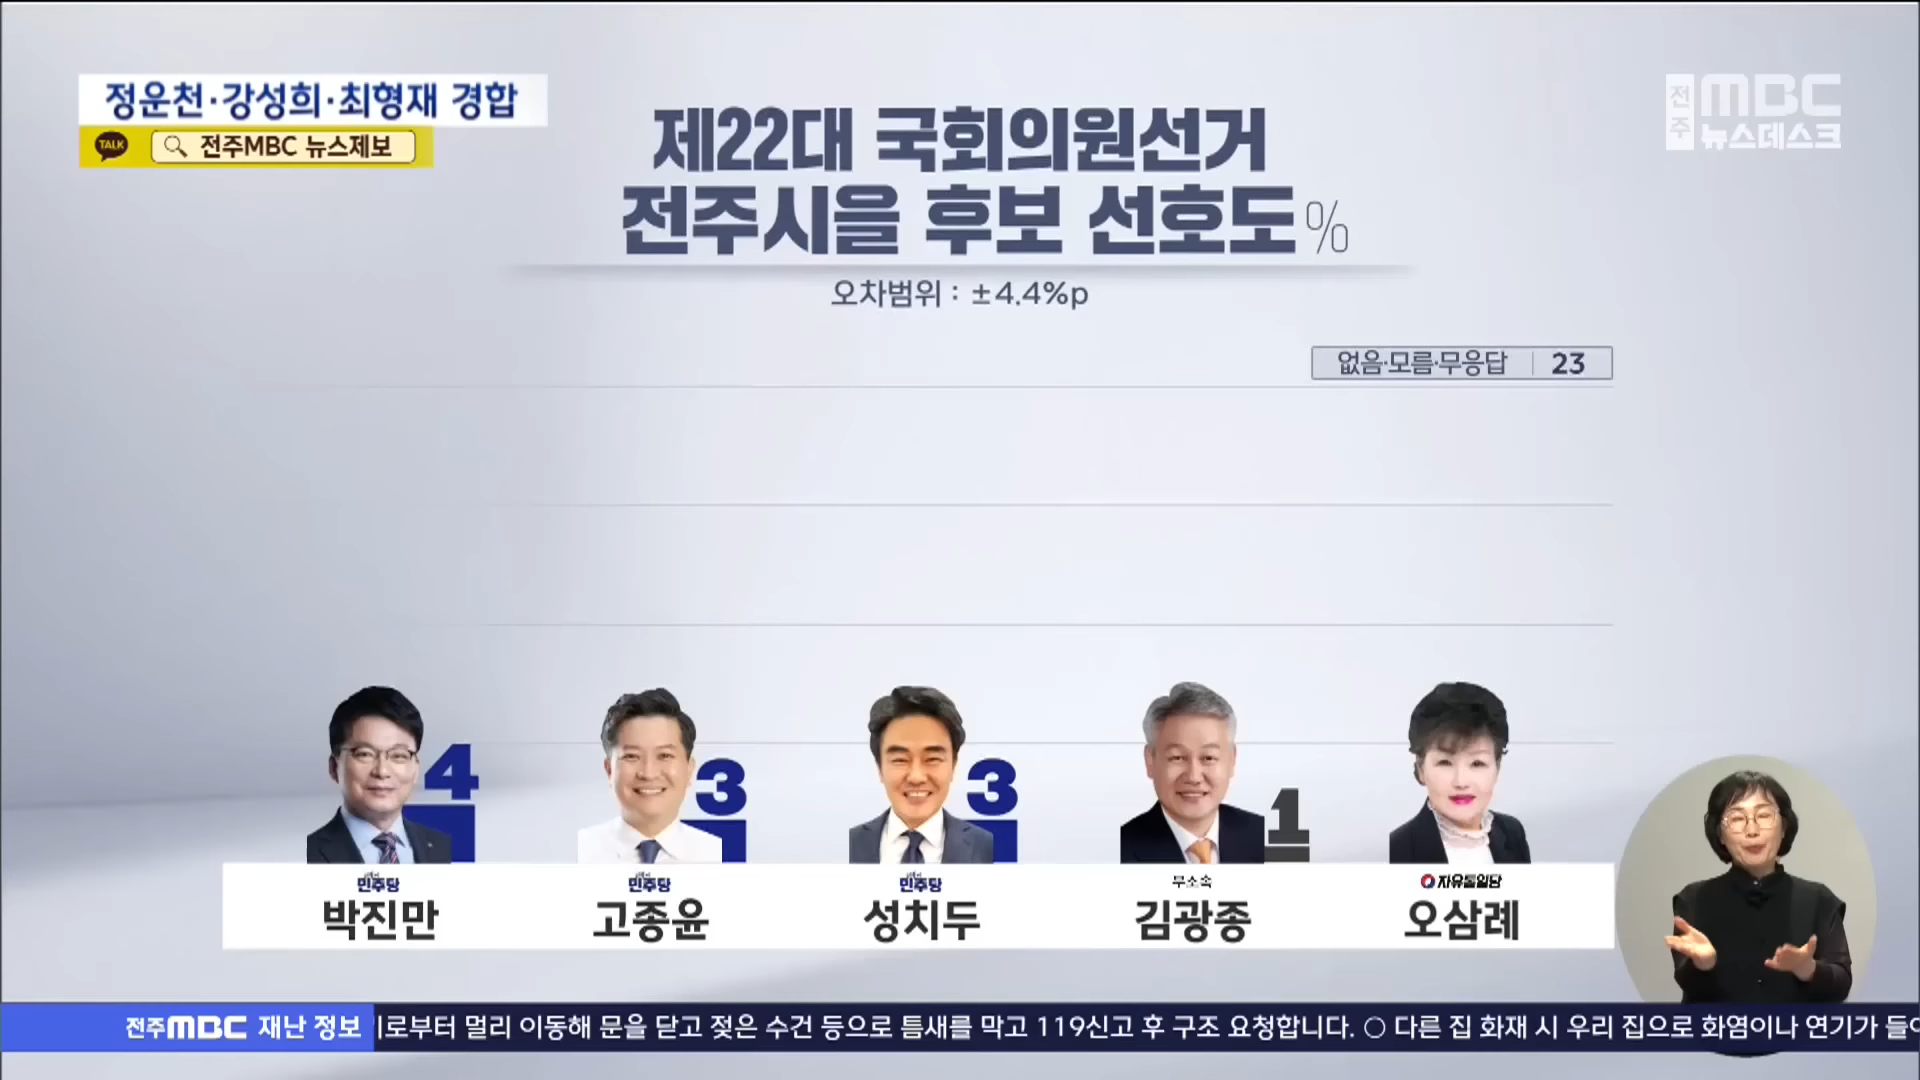 정운천·강성희·최형재 경합
TALK 전주MBC 뉴스제보
전주 MBC 뉴스데스크
제22대 국회의원선거
전주시을 후보 선호도 %
오차범위 : ±4.4%p
없음·모름·무응답 23
4 3 3 1
민주당 민주당 민주당 무소속 자유통일당
박진만 고종윤 성치두 김광종 오삼례
전주MBC 재난 정보 로부터 멀리 이동해 문을 닫고 젖은 수건 등으로 틈새를 막고 119신고 후 구조 요청합니다. ○ 다른 집 화재 시 우리 집으로 화염이나 연기가